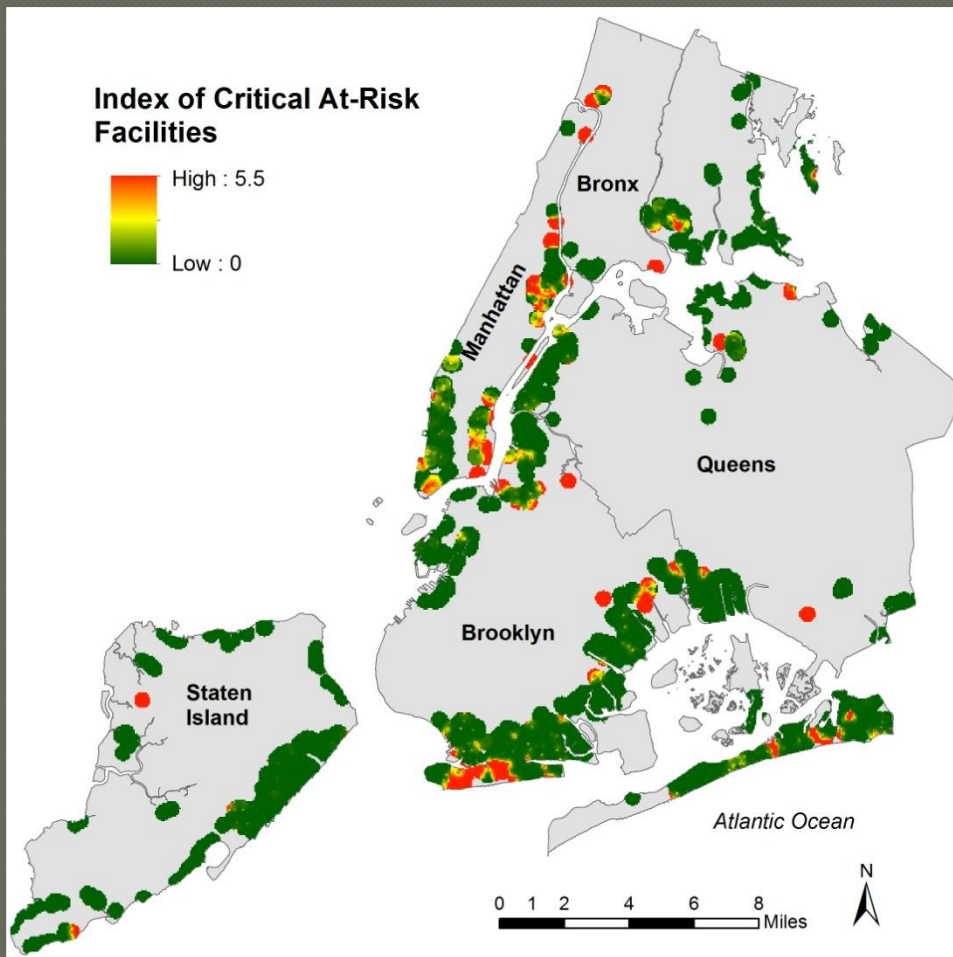 Index of Critical At-Risk
Facilities
High : 5.5
Low : 0
Bronx
Manhattan
Queens
Brooklyn
Staten
Island
Atlantic Ocean
N
0 1 2 4 6 8
Miles